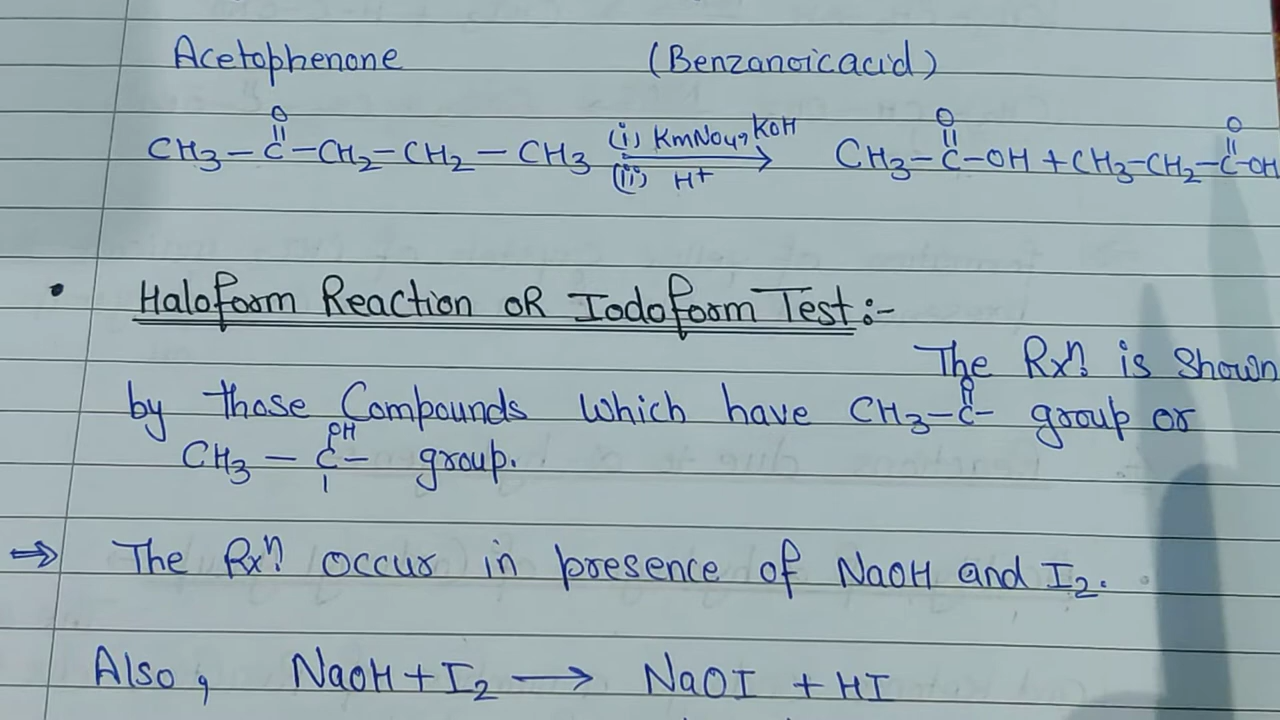 Acetophenone (Benzanoicacid)
O O O
CH3-C-CH2-CH2-CH3 (i) KmNO4, KOH (ii) H+ → CH3-C-OH + CH3-CH2-C-OH
• Haloform Reaction OR Iodoform Test:-
The Rxn. is Shown
O
by those Compounds which have CH3-C- group or
OH
CH3-C- group.
⇒ The Rxn. occur in presence of NaOH and I2.
Also, NaOH + I2 → NaOI + HI